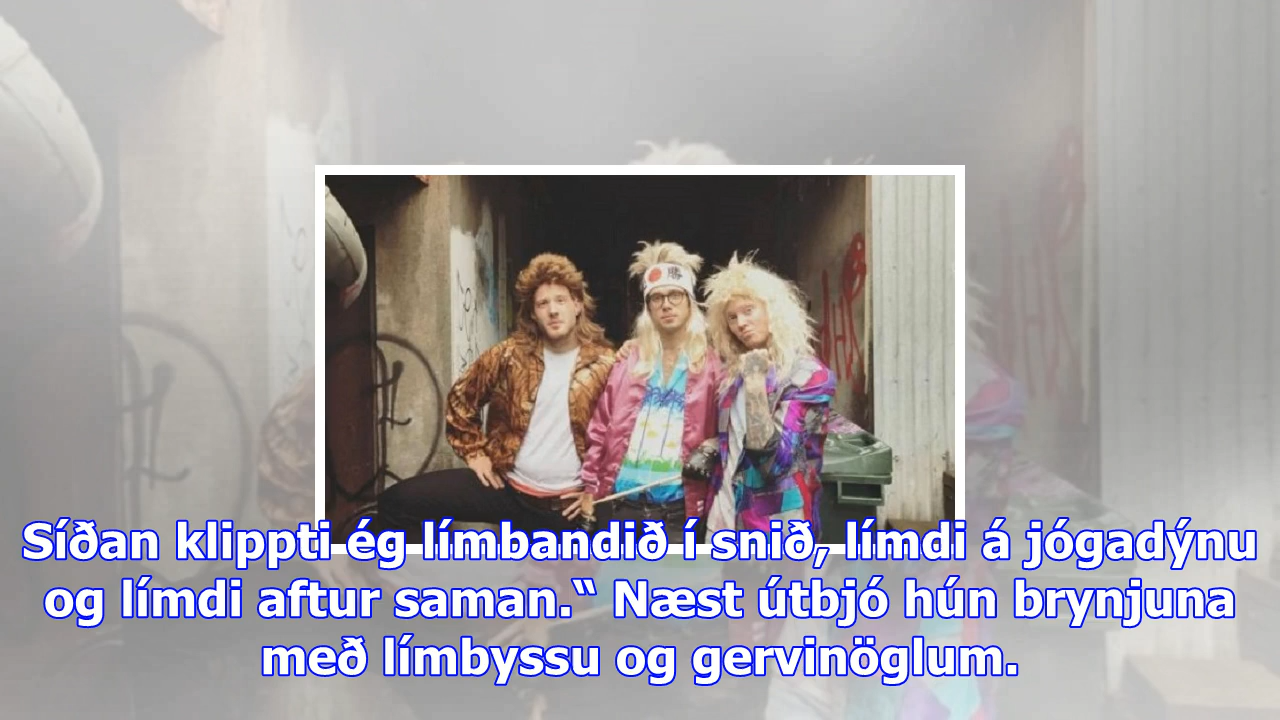 勝
Síðan klippti ég límbandið í snið, límdi á jógadýnu
og límdi aftur saman.“ Næst útbjó hún brynjuna
með límbyssu og gervinöglum.